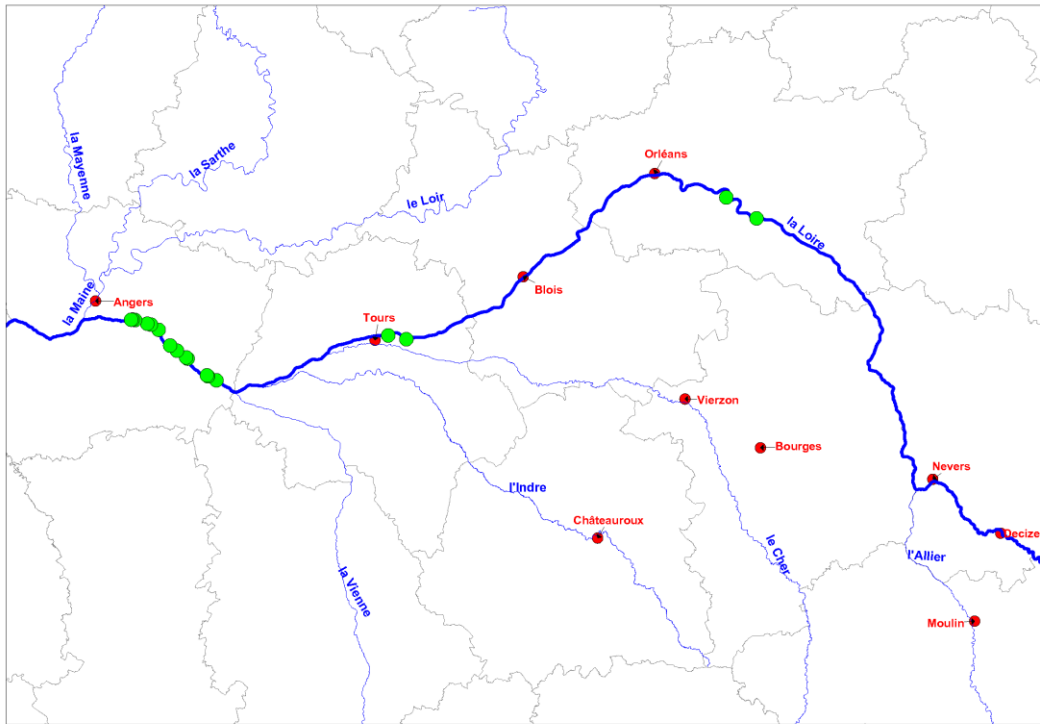 la Mayenne
la Sarthe
Orléans
le Loir
la Loire
la Maine
Angers
Blois
Tours
Vierzon
Bourges
Nevers
l'Indre
Châteauroux
le Cher
Decize
l'Allier
la Vienne
Moulin